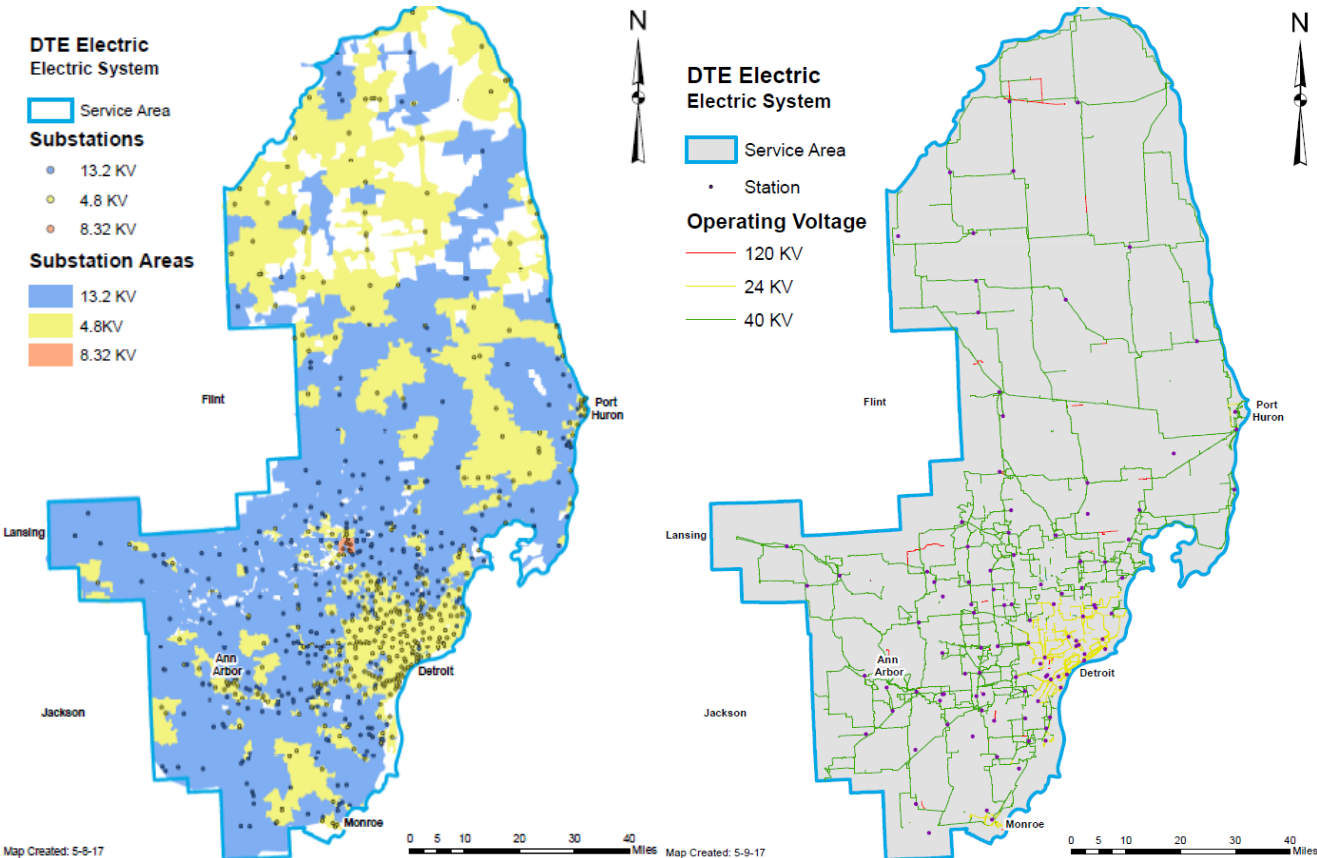 DTE Electric
Electric System
Service Area
Substations
13.2 KV
4.8 KV
8.32 KV
Substation Areas
13.2 KV
4.8KV
8.32 KV
N
Flint
Port
Huron
Lansing
Ann
Arbor
Detroit
Jackson
Monroe
Map Created: 5-8-17
0 5 10 20 30 40
Miles
DTE Electric
Electric System
Service Area
Station
Operating Voltage
120 KV
24 KV
40 KV
N
Flint
Port
Huron
Lansing
Ann
Arbor
Detroit
Jackson
Monroe
Map Created: 5-9-17
0 5 10 20 30 40
Miles